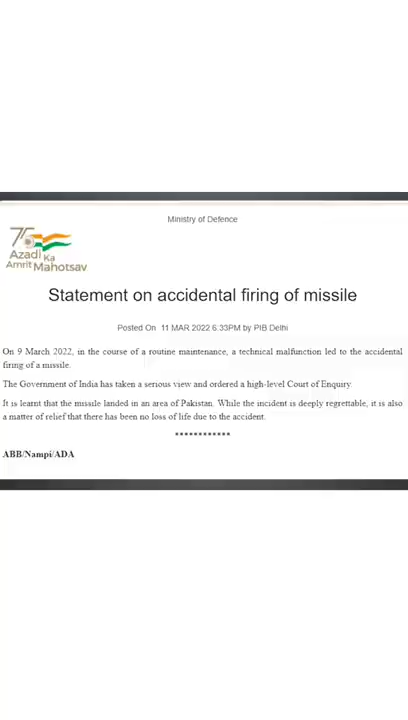 Ministry of Defence
75
Azadi Ka
Amrit Mahotsav
Statement on accidental firing of missile
Posted On 11 MAR 2022 6:33PM by PIB Delhi
On 9 March 2022, in the course of a routine maintenance, a technical malfunction led to the accidental
firing of a missile.
The Government of India has taken a serious view and ordered a high-level Court of Enquiry.
It is learnt that the missile landed in an area of Pakistan. While the incident is deeply regrettable, it is also
a matter of relief that there has been no loss of life due to the accident.
************
ABB/Nampi/ADA